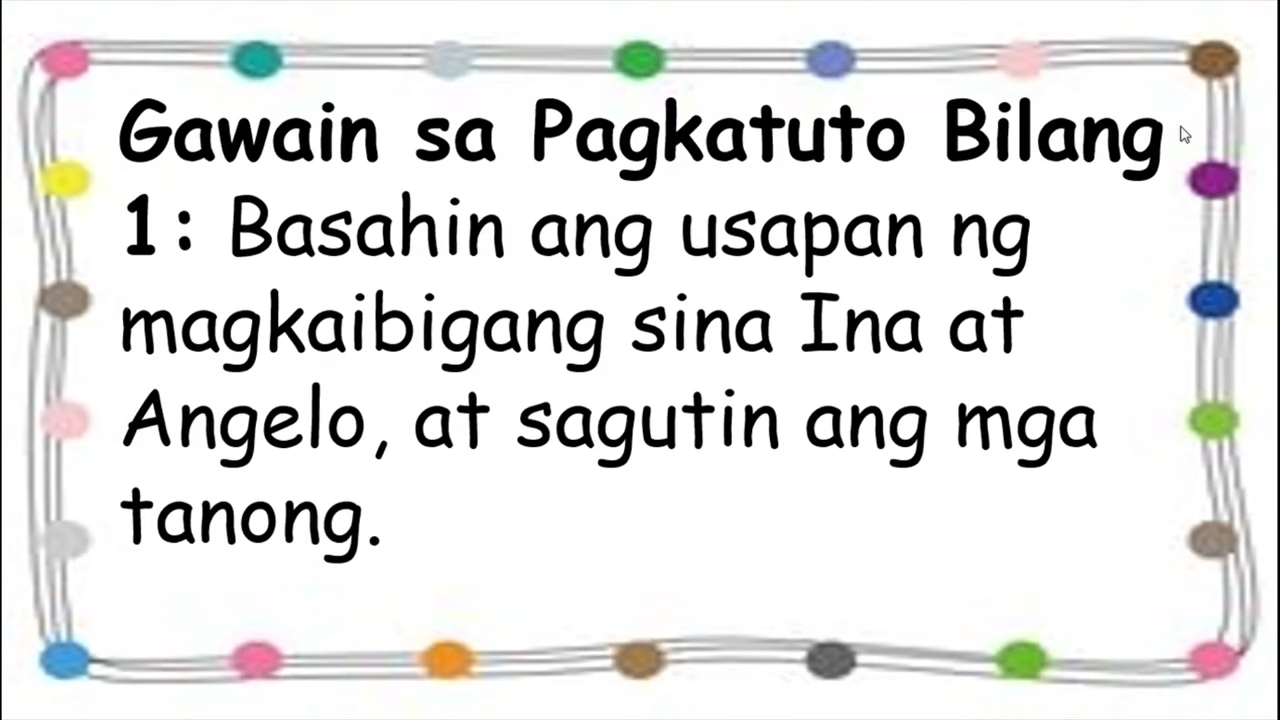 Gawain sa Pagkatuto Bilang
1: Basahin ang usapan ng
magkaibigang sina Ina at
Angelo, at sagutin ang mga
tanong.